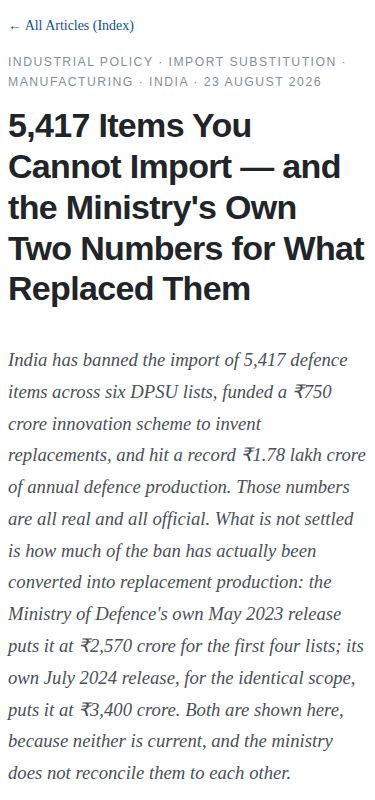 ← All Articles (Index)
INDUSTRIAL POLICY · IMPORT SUBSTITUTION ·
MANUFACTURING · INDIA · 23 AUGUST 2026
5,417 Items You
Cannot Import — and
the Ministry's Own
Two Numbers for What
Replaced Them
India has banned the import of 5,417 defence
items across six DPSU lists, funded a ₹750
crore innovation scheme to invent
replacements, and hit a record ₹1.78 lakh crore
of annual defence production. Those numbers
are all real and all official. What is not settled
is how much of the ban has actually been
converted into replacement production: the
Ministry of Defence's own May 2023 release
puts it at ₹2,570 crore for the first four lists; its
own July 2024 release, for the identical scope,
puts it at ₹3,400 crore. Both are shown here,
because neither is current, and the ministry
does not reconcile them to each other.